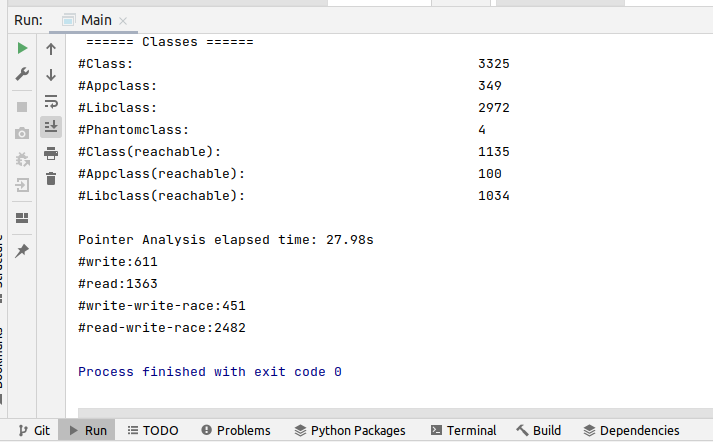 Run: Main
====== Classes ======
#Class: 3325
#Appclass: 349
#Libclass: 2972
#Phantomclass: 4
#Class(reachable): 1135
#Appclass(reachable): 100
#Libclass(reachable): 1034
Pointer Analysis elapsed time: 27.98s
#write:611
#read:1363
#write-write-race:451
#read-write-race:2482
Process finished with exit code 0
Git Run TODO Problems Python Packages Terminal Build Dependencies